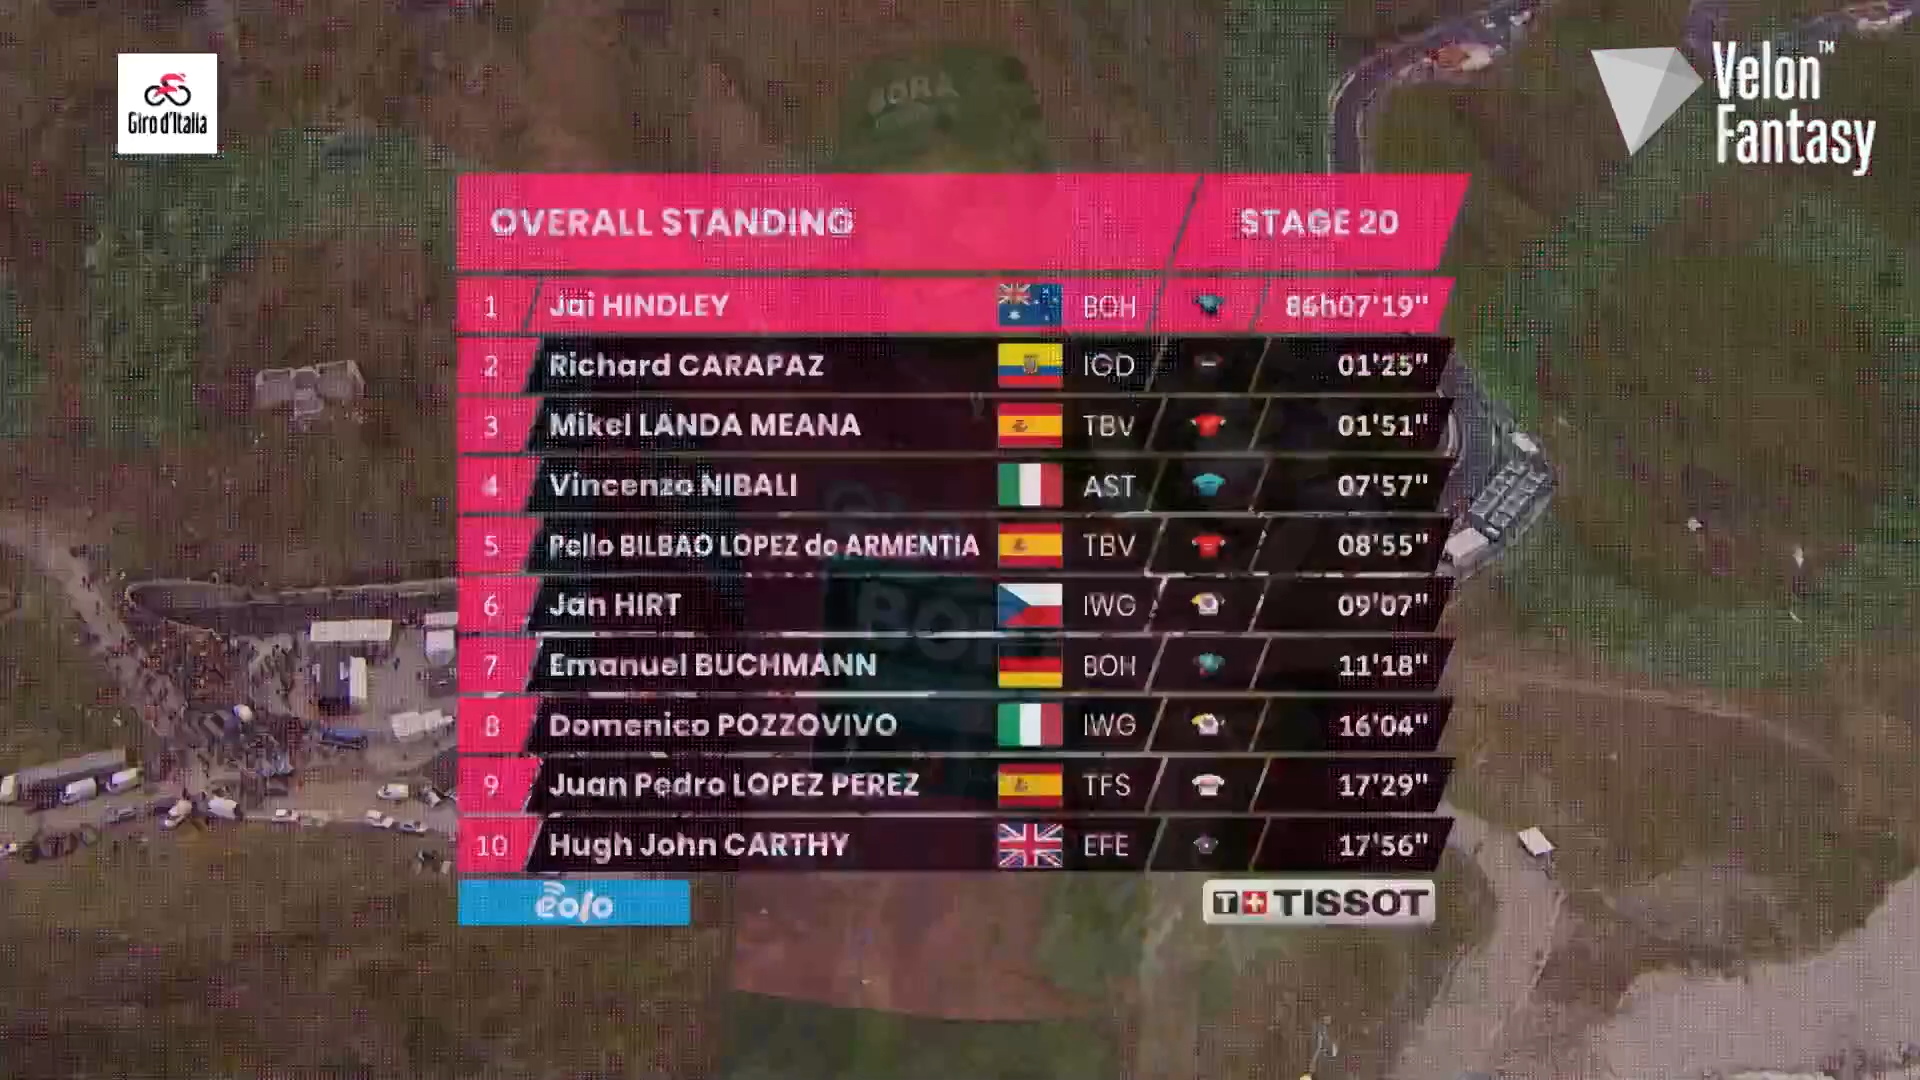 Giro d'Italia
Velon™
Fantasy
BORA
OVERALL STANDING STAGE 20
1 Jai HINDLEY BOH 86h07'19"
2 Richard CARAPAZ IGD 01'25"
3 Mikel LANDA MEANA TBV 01'51"
4 Vincenzo NIBALI AST 07'57"
5 Pello BILBAO LOPEZ de ARMENTIA TBV 08'55"
6 Jan HIRT IWG 09'07"
7 Emanuel BUCHMANN BOH 11'18"
8 Domenico POZZOVIVO IWG 16'04"
9 Juan Pedro LOPEZ PEREZ TFS 17'29"
10 Hugh John CARTHY EFE 17'56"
eolo T+ TISSOT